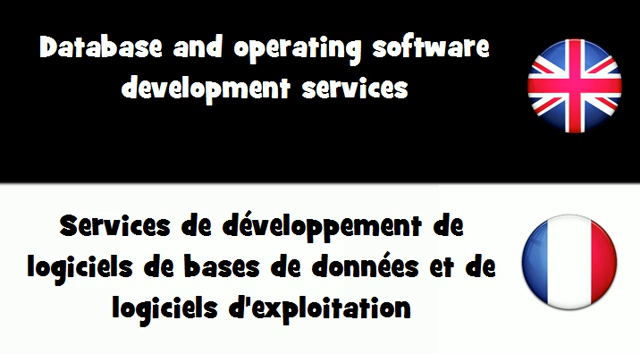 Database and operating software
development services
Services de développement de
logiciels de bases de données et de
logiciels d'exploitation